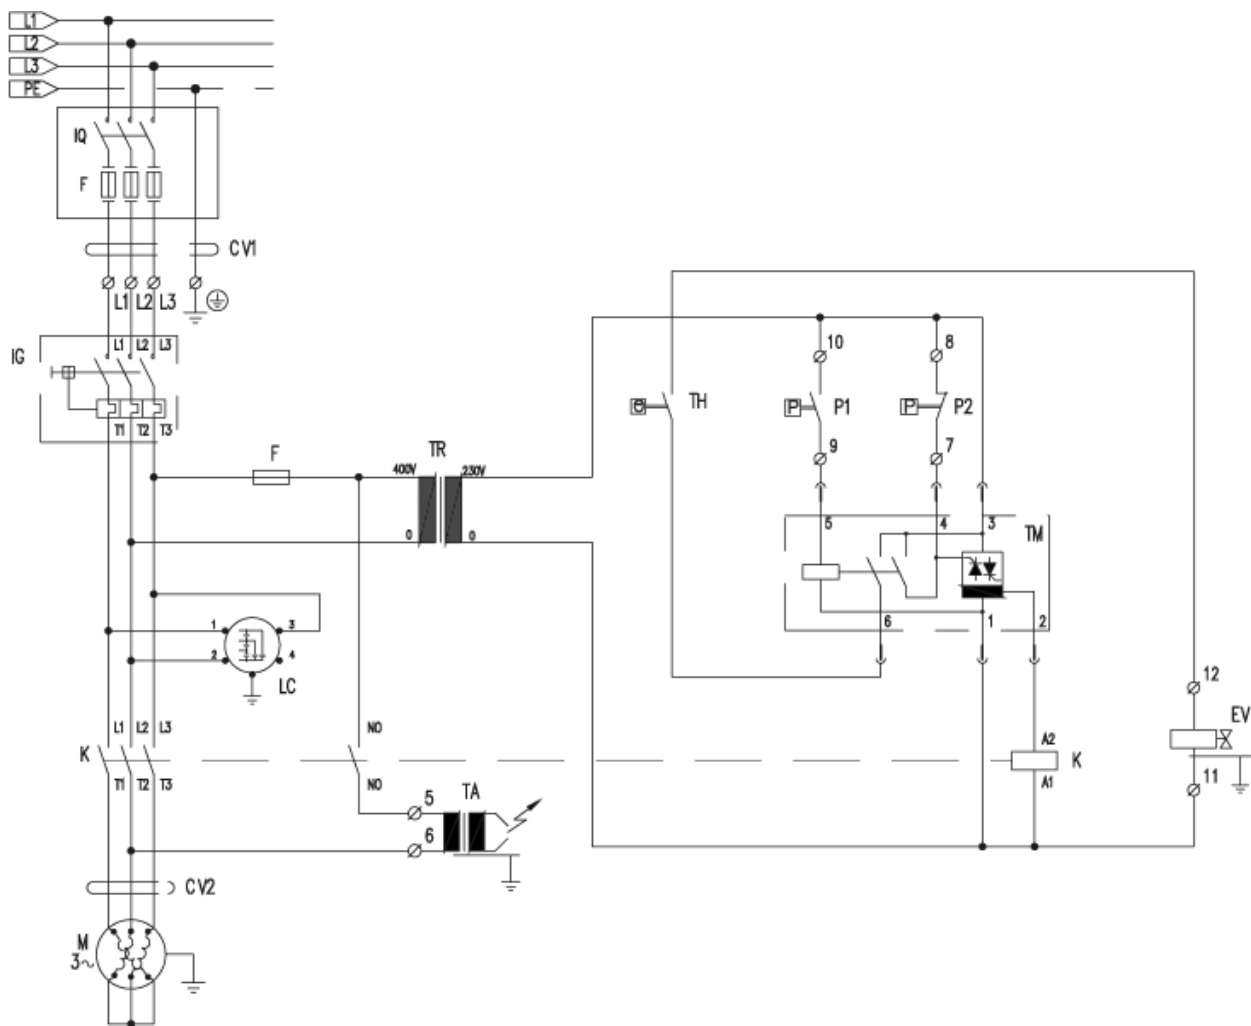 L1
L2
L3
PE
IQ
F
CV1
L1 L2 L3
IG
L1 L2 L3
T1 T2 T3
10 8
TH P1 P2
9 7
F
TR
400V 230V
0 0
5 4 3
TM
6 1 2
1 3
2 4
LC
12
EV
11
L1 L2 L3
K
T1 T2 T3
NO
NO
A2
K
A1
5
TA
6
CV2
M
3~
P P